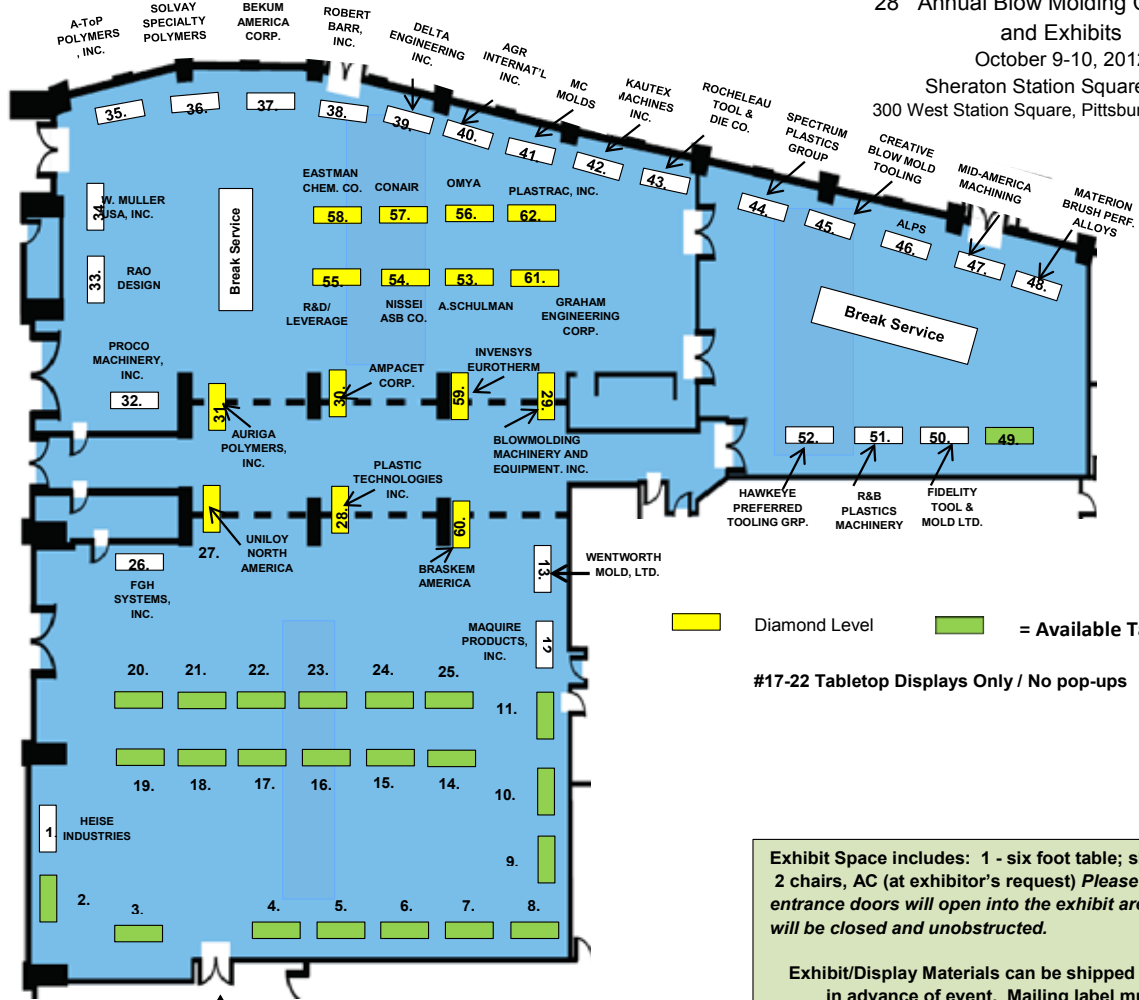 28 Annual Blow Molding
and Exhibits
October 9-10, 2012
Sheraton Station Square
300 West Station Square,
A-ToP
POLYMERS
, INC.
SOLVAY
SPECIALTY
POLYMERS
BEKUM
AMERICA
CORP.
ROBERT
BARR,
INC.
DELTA
ENGINEERING
INC.
AGR
INTERNAT'L
INC.
MC
MOLDS
KAUTEX
MACHINES
INC.
ROCHELEAU
TOOL &
DIE CO.
SPECTRUM
PLASTICS
GROUP
CREATIVE
BLOW MOLD
TOOLING
MID-AMERICA
MACHINING
MATERION
BRUSH PERF.
ALLOYS
35.
36.
37.
38.
39.
40.
41.
42.
43.
44.
45.
ALPS
46.
47.
48.
34.
W. MULLER
USA, INC.
33.
RAO
DESIGN
Break Service
EASTMAN
CHEM. CO.
CONAIR
OMYA
PLASTRAC, INC.
58.
57.
56.
62.
55.
54.
53.
61.
R&D/
LEVERAGE
NISSEI
ASB CO.
A.SCHULMAN
GRAHAM
ENGINEERING
CORP.
Break Service
PROCO
MACHINERY,
INC.
32.
31.
AURIGA
POLYMERS,
INC.
30.
AMPACET
CORP.
59.
INVENSYS
EUROTHERM
29.
BLOWMOLDING
MACHINERY AND
EQUIPMENT. INC.
52.
51.
50.
49.
HAWKEYE
PREFERRED
TOOLING GRP.
R&B
PLASTICS
MACHINERY
FIDELITY
TOOL &
MOLD LTD.
27.
UNILOY
NORTH
AMERICA
28.
PLASTIC
TECHNOLOGIES
INC.
60.
BRASKEM
AMERICA
26.
FGH
SYSTEMS,
INC.
13.
WENTWORTH
MOLD, LTD.
MAQUIRE
PRODUCTS,
INC.
12
Diamond Level
= Available
#17-22 Tabletop Displays Only / No pop-ups
20.
21.
22.
23.
24.
25.
11.
19.
18.
17.
16.
15.
14.
10.
9.
1.
HEISE
INDUSTRIES
2.
3.
4.
5.
6.
7.
8.
Exhibit Space includes: 1 - six foot table;
2 chairs, AC (at exhibitor's request) Please
entrance doors will open into the exhibit
will be closed and unobstructed.
Exhibit/Display Materials can be shipped
in advance of event. Mailing label